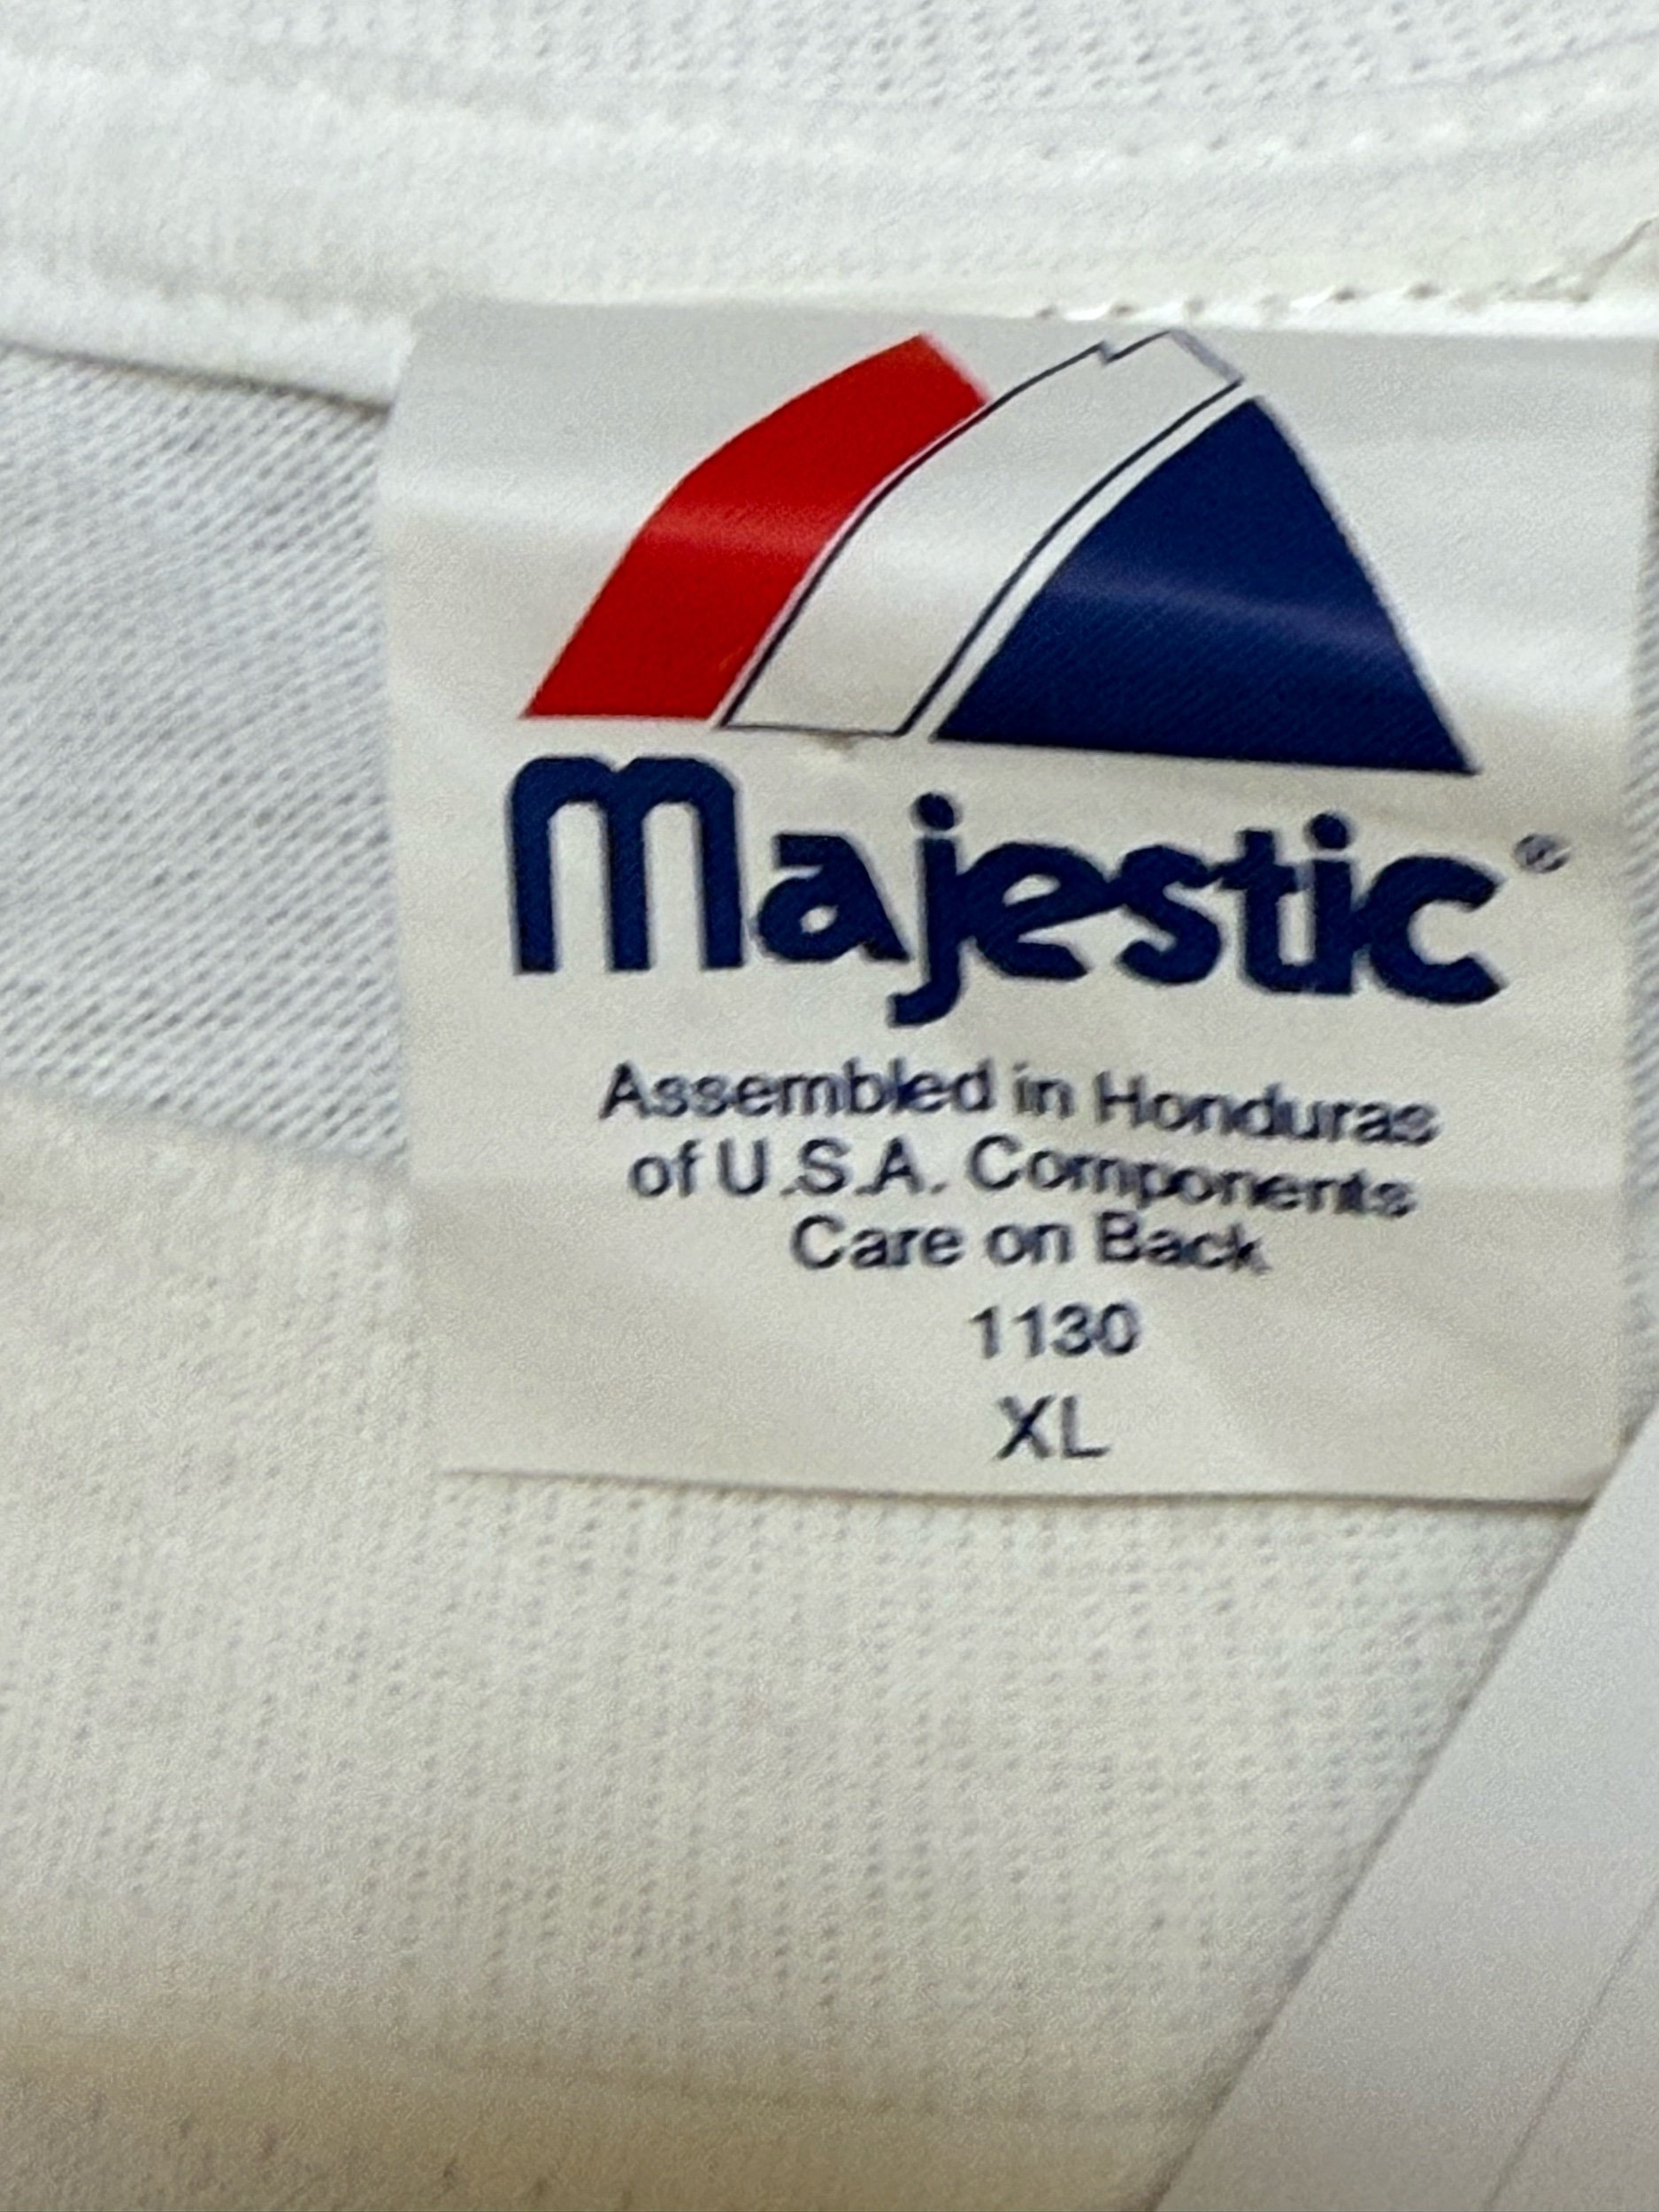 Majestic®
Assembled in Honduras
of U.S.A. Components
Care on Back
1130
XL